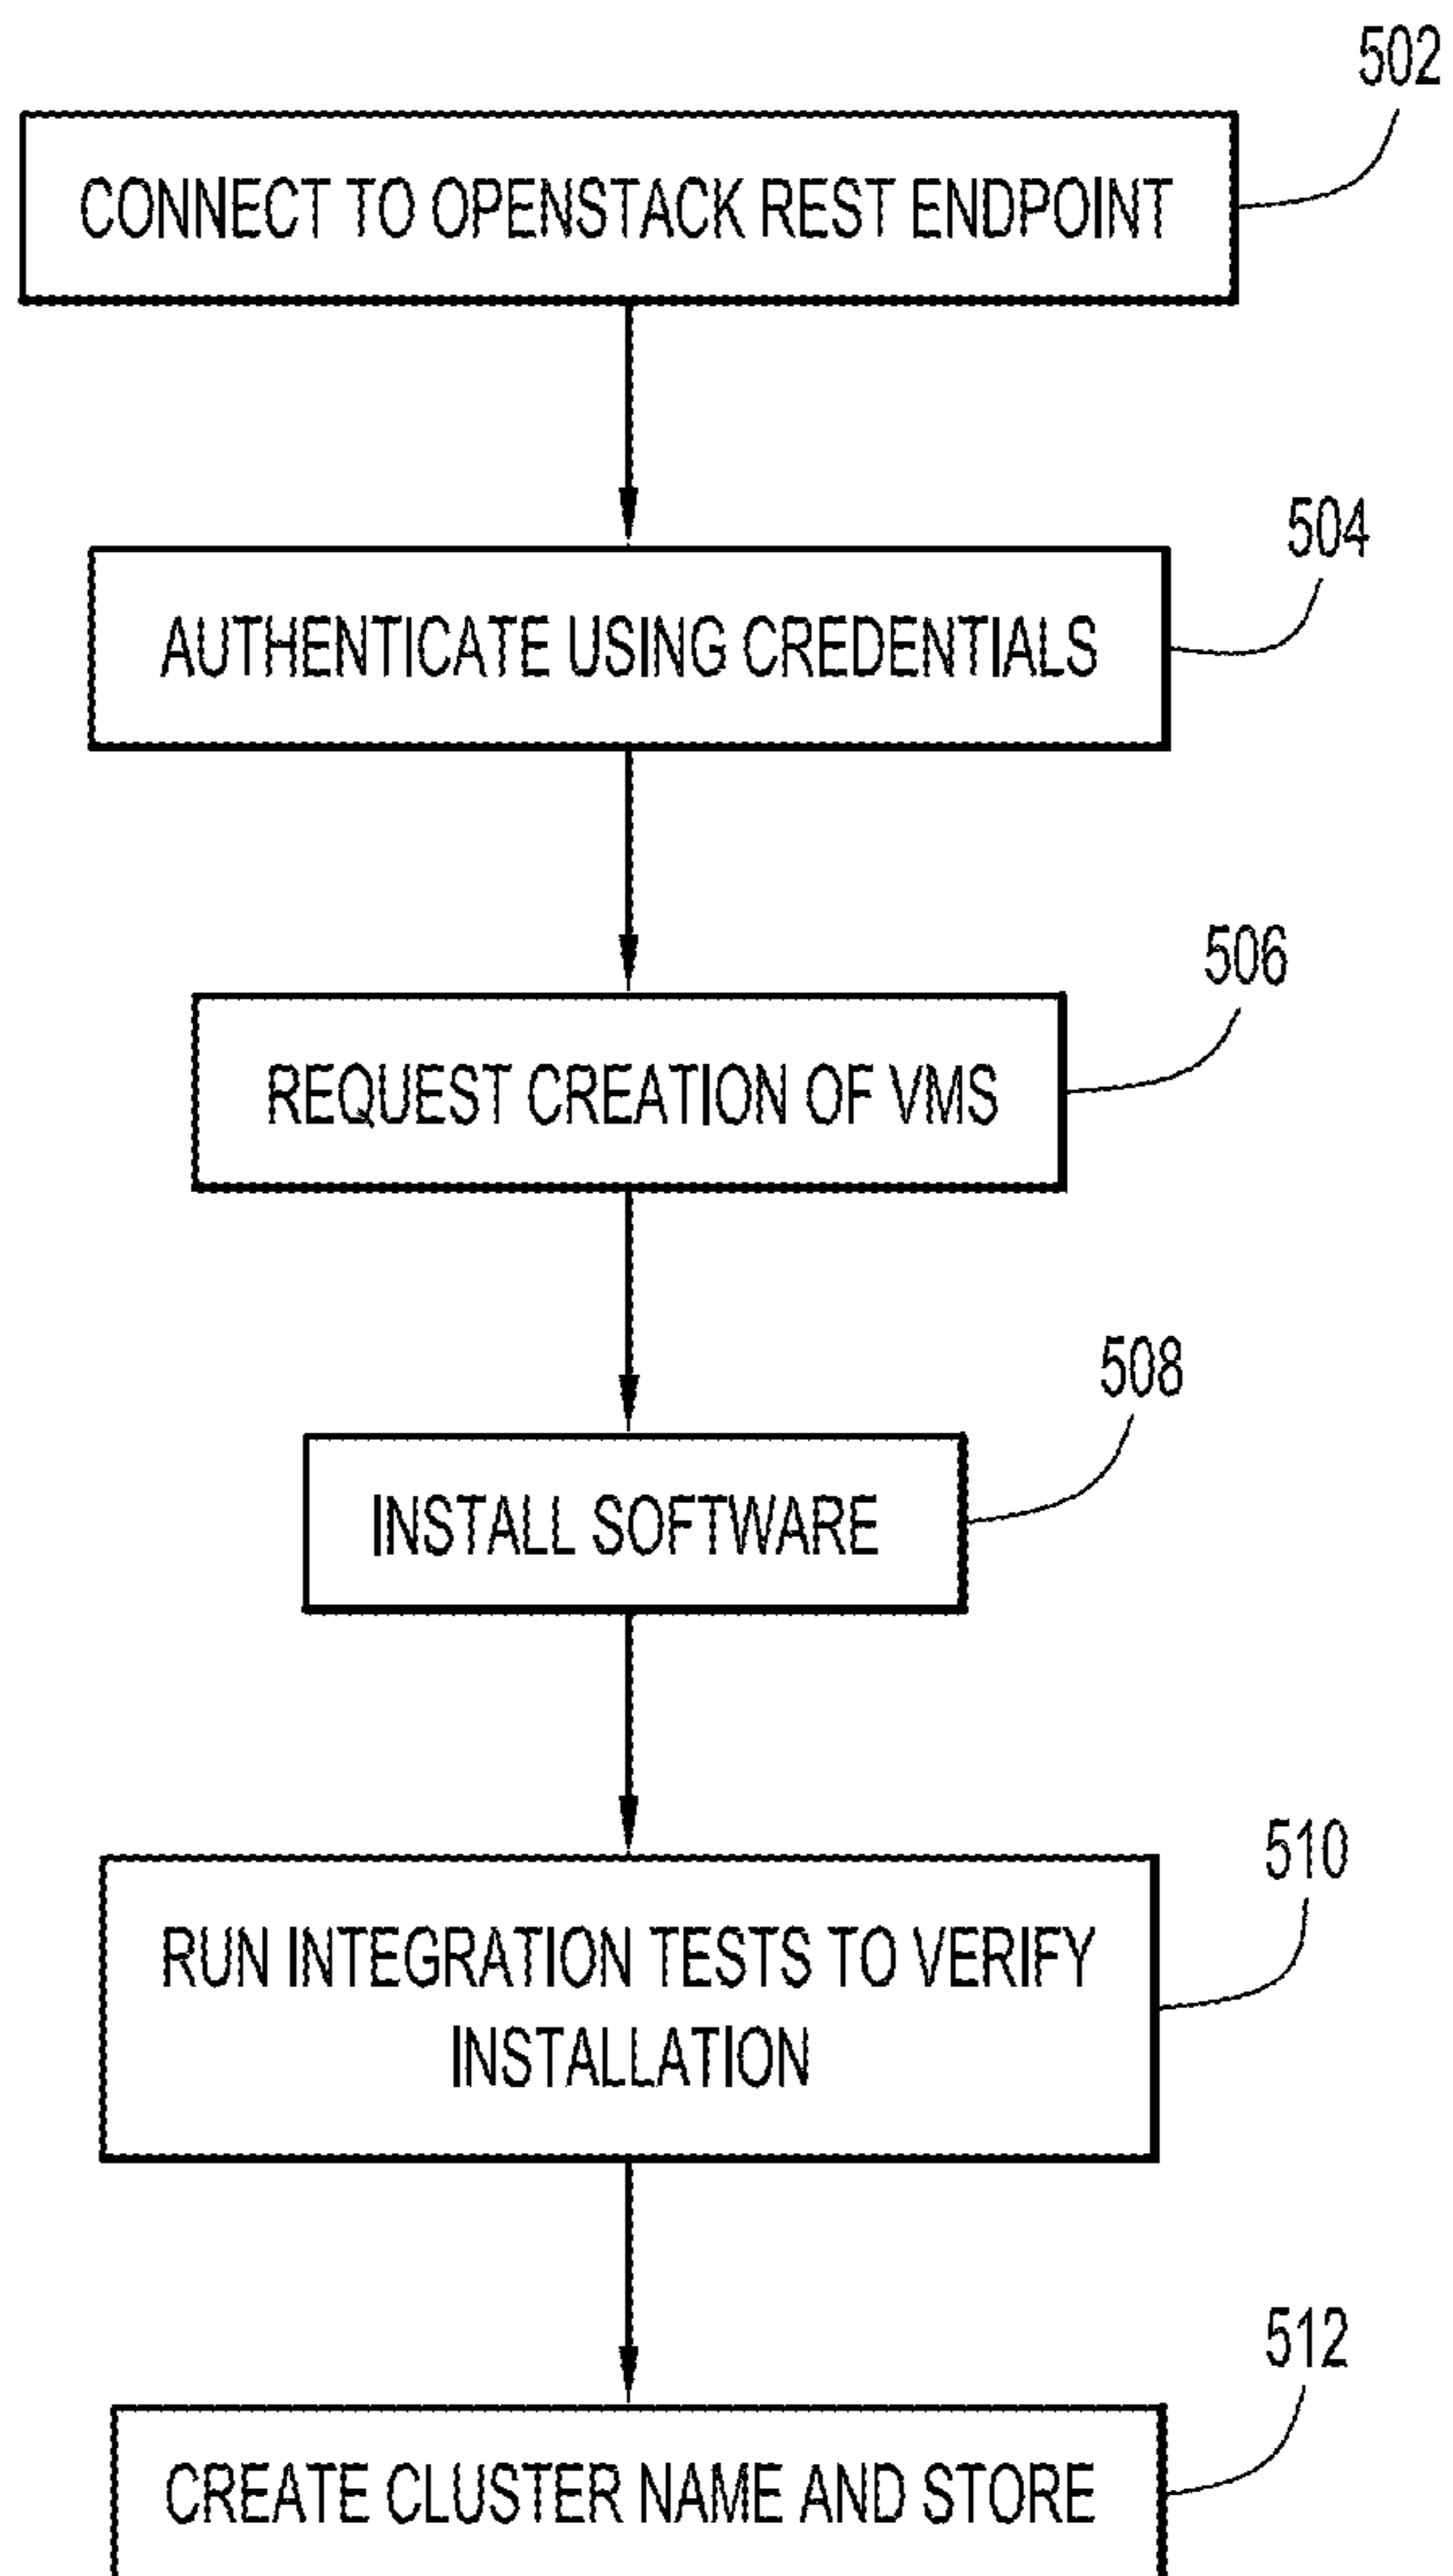 502
CONNECT TO OPENSTACK REST ENDPOINT
504
AUTHENTICATE USING CREDENTIALS
506
REQUEST CREATION OF VMS
508
INSTALL SOFTWARE
510
RUN INTEGRATION TESTS TO VERIFY
INSTALLATION
512
CREATE CLUSTER NAME AND STORE